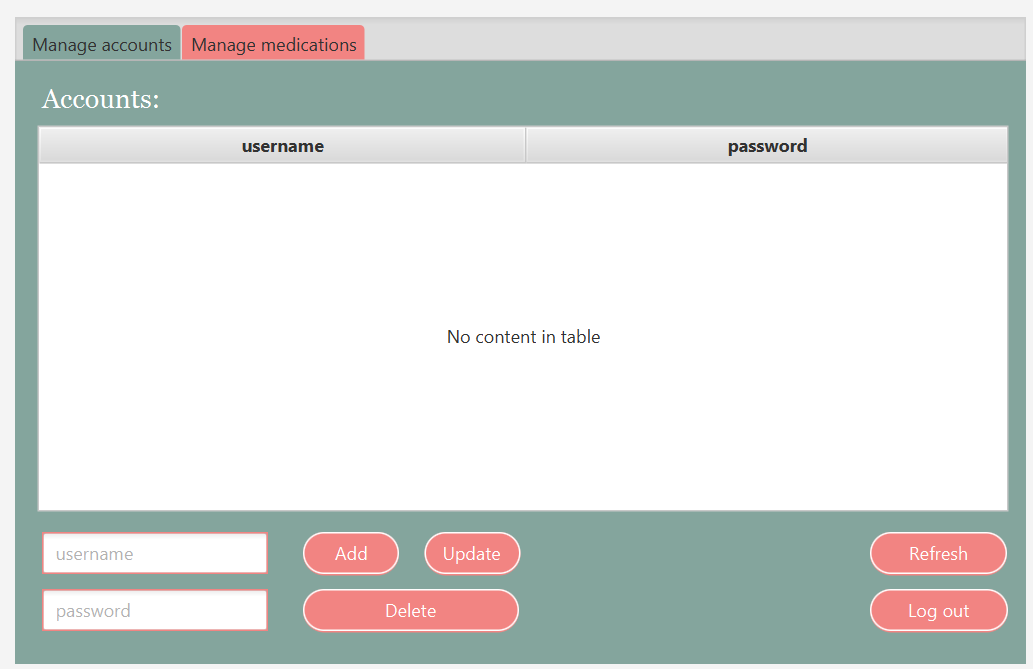 Manage accounts Manage medications
Accounts:
username password
No content in table
username Add Update Refresh
password Delete Log out